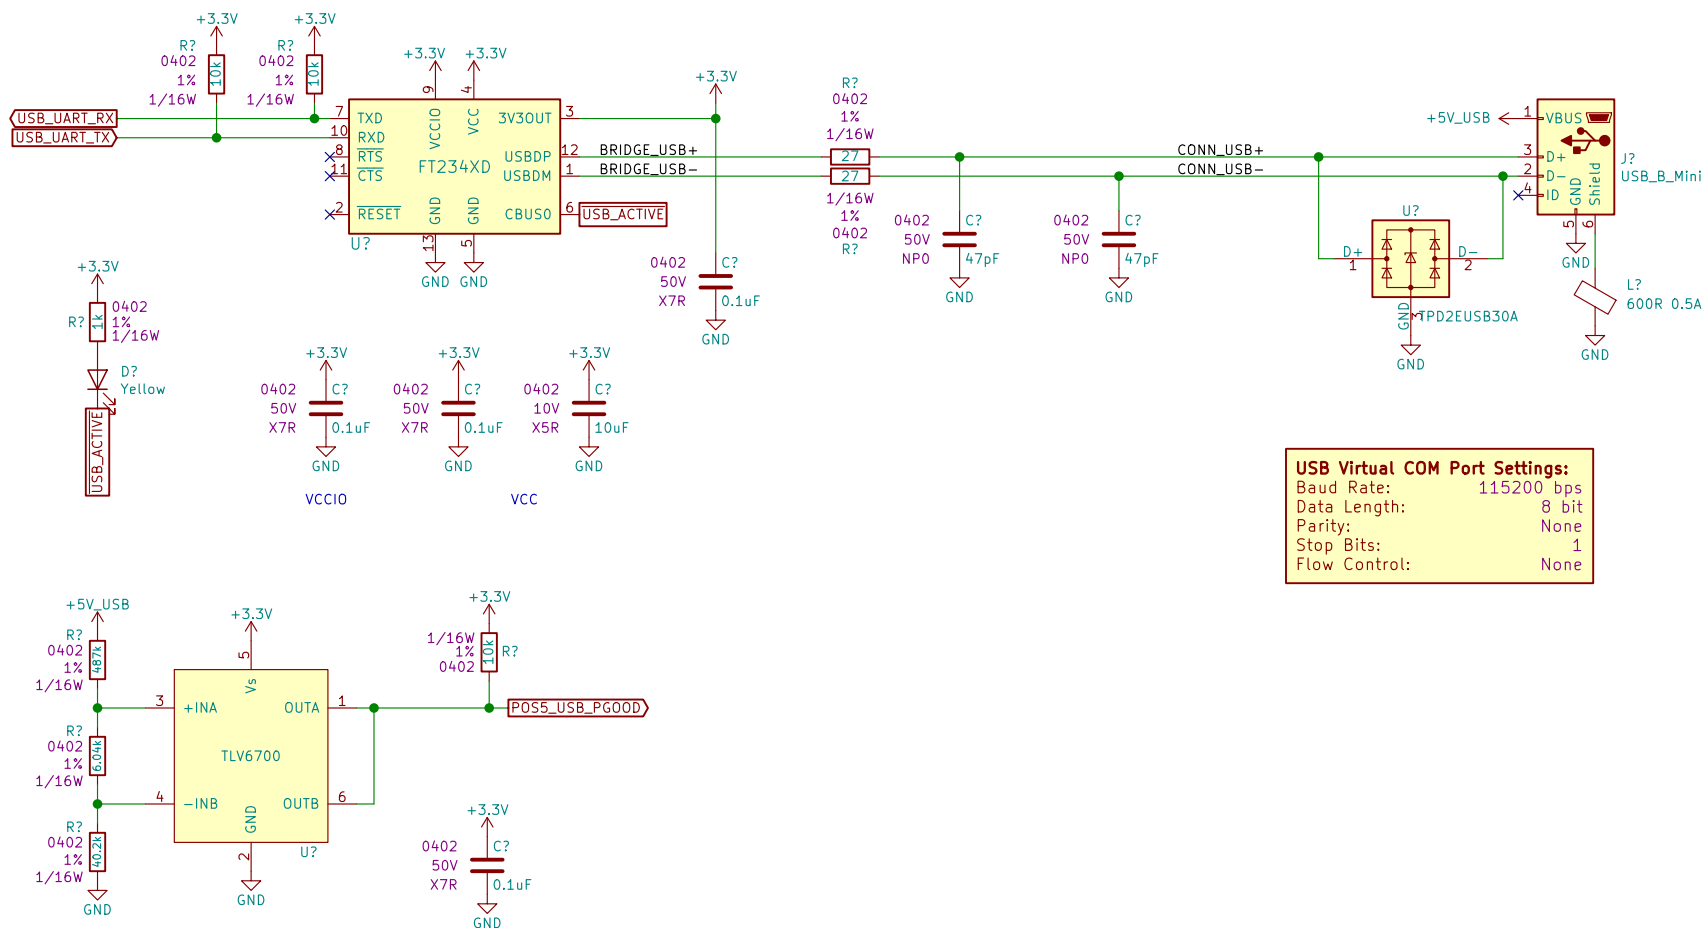 +3.3V
R?
0402
1%
1/16W
10k
+3.3V
R?
0402
1%
1/16W
10k
USB_UART_RX
USB_UART_TX
+3.3V
+3.3V
9
4
7
10
8
11
2
TXD
RXD
RTS
CTS
RESET
VCCIO
VCC
FT234XD
GND
GND
3V3OUT
USBDP
USBDM
CBUS0
3
12
1
6
13
5
U?
GND
GND
USB_ACTIVE
BRIDGE_USB+
BRIDGE_USB-
+3.3V
0402
50V
X7R
C?
0.1uF
GND
R?
0402
1%
1/16W
27
27
1/16W
1%
0402
R?
0402
50V
NP0
C?
47pF
GND
0402
50V
NP0
C?
47pF
GND
CONN_USB+
CONN_USB-
U?
D+
1
D-
2
GND
3
TPD2EUSB30A
GND
+5V_USB
1
3
2
4
VBUS
D+
D-
ID
GND
Shield
5
6
J?
USB_B_Mini
GND
L?
600R 0.5A
GND
+3.3V
R?
1k
0402
1%
1/16W
D?
Yellow
USB_ACTIVE
+3.3V
0402
50V
X7R
C?
0.1uF
GND
+3.3V
0402
50V
X7R
C?
0.1uF
GND
+3.3V
0402
10V
X5R
C?
10uF
GND
VCCIO
VCC
USB Virtual COM Port Settings:
Baud Rate: 115200 bps
Data Length: 8 bit
Parity: None
Stop Bits: 1
Flow Control: None
+5V_USB
R?
0402
1%
1/16W
487k
R?
0402
1%
1/16W
6.04k
R?
0402
1%
1/16W
40.2k
GND
+3.3V
5
Vs
3
+INA
4
-INB
TLV6700
OUTA
1
OUTB
6
GND
2
U?
GND
+3.3V
1/16W
1%
0402
10k
R?
POS5_USB_PGOOD
+3.3V
0402
50V
X7R
C?
0.1uF
GND